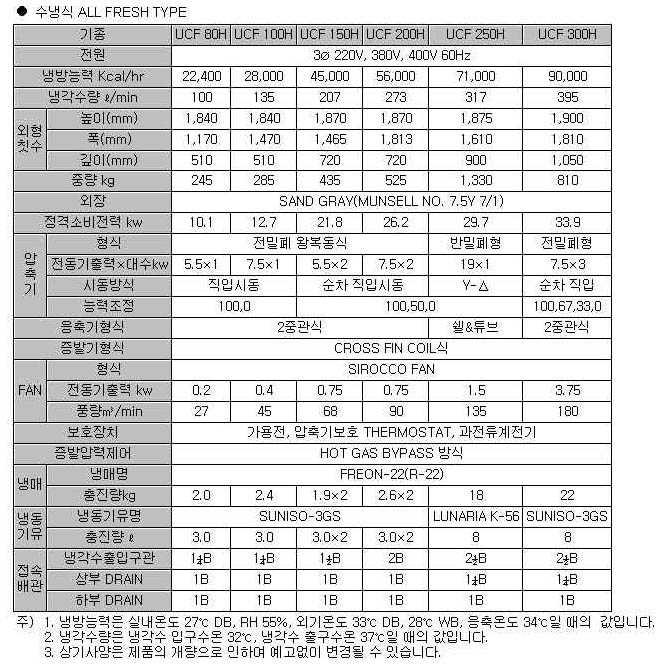 ● 수냉식 ALL FRESH TYPE
기종 UCF 80H UCF 100H UCF 150H UCF 200H UCF 250H UCF 300H
전원 3∅ 220V, 380V, 400V 60Hz
냉방능력 Kcal/hr 22,400 28,000 45,000 56,000 71,000 90,000
냉각수량 ℓ/min 100 135 207 273 317 395
외형칫수 높이(mm) 1,840 1,840 1,870 1,870 1,875 1,900
폭(mm) 1,170 1,470 1,465 1,813 1,610 1,810
깊이(mm) 510 510 720 720 900 1,050
중량 kg 245 285 435 525 1,330 810
외장 SAND GRAY(MUNSELL NO. 7.5Y 7/1)
정격소비전력 kw 10.1 12.7 21.8 26.2 29.7 33.9
압축기 형식 전밀폐 왕복동식 반밀폐형 전밀폐형
전동기출력×대수kw 5.5×1 7.5×1 5.5×2 7.5×2 19×1 7.5×3
시동방식 직입시동 순차 직입시동 Y-△ 순차 직입
능력조정 100,0 100,50,0 100,67,33,0
응축기형식 2중관식 쉘&튜브 2중관식
증발기형식 CROSS FIN COIL식
FAN 형식 SIROCCO FAN
전동기출력 kw 0.2 0.4 0.75 0.75 1.5 3.75
풍량㎥/min 27 45 68 90 135 180
보호장치 가용전, 압축기보호 THERMOSTAT, 과전류계전기
증발압력제어 HOT GAS BYPASS 방식
냉매 냉매명 FREON-22(R-22)
충진량kg 2.0 2.4 1.9×2 2.6×2 18 22
냉동기유 냉동기유명 SUNISO-3GS LUNARIA K-56 SUNISO-3GS
충진량 ℓ 3.0 3.0 3.0×2 3.0×2 8 8
접속배관 냉각수출입구관 1¼B 1¼B 1½B 2B 2½B 2½B
상부 DRAIN 1B 1B 1B 1B 1¼B 1¼B
하부 DRAIN 1B 1B 1B 1B 1B 1B
주) 1. 냉방능력은 실내온도 27℃ DB, RH 55%, 외기온도 33℃ DB, 28℃ WB, 응축온도 34℃일 때의 값입니다.
2. 냉각수량은 냉각수 입구수온 32℃, 냉각수 출구수온 37℃일 때의 값입니다.
3. 상기사양은 제품의 개량으로 인하며 예고없이 변경될 수 있습니다.